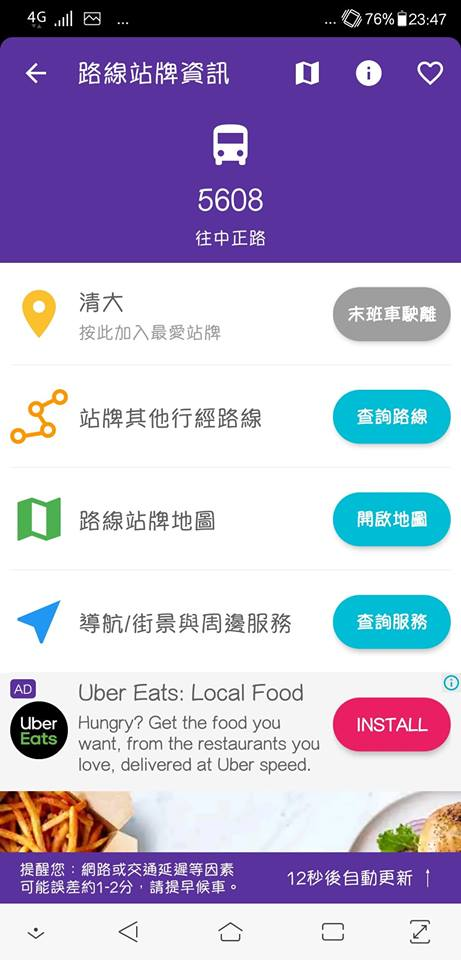 4G ... ... 76% 23:47
路線站牌資訊
5608
往中正路
清大
按此加入最愛站牌
末班車駛離
站牌其他行經路線
查詢路線
路線站牌地圖
開啟地圖
導航/街景與周邊服務
查詢服務
AD
Uber Eats: Local Food
Uber
Eats
Hungry? Get the food you
want, from the restaurants you
love, delivered at Uber speed.
INSTALL
提醒您：網路或交通延遲等因素
可能誤差約1-2分，請提早候車。
12秒後自動更新 ↑